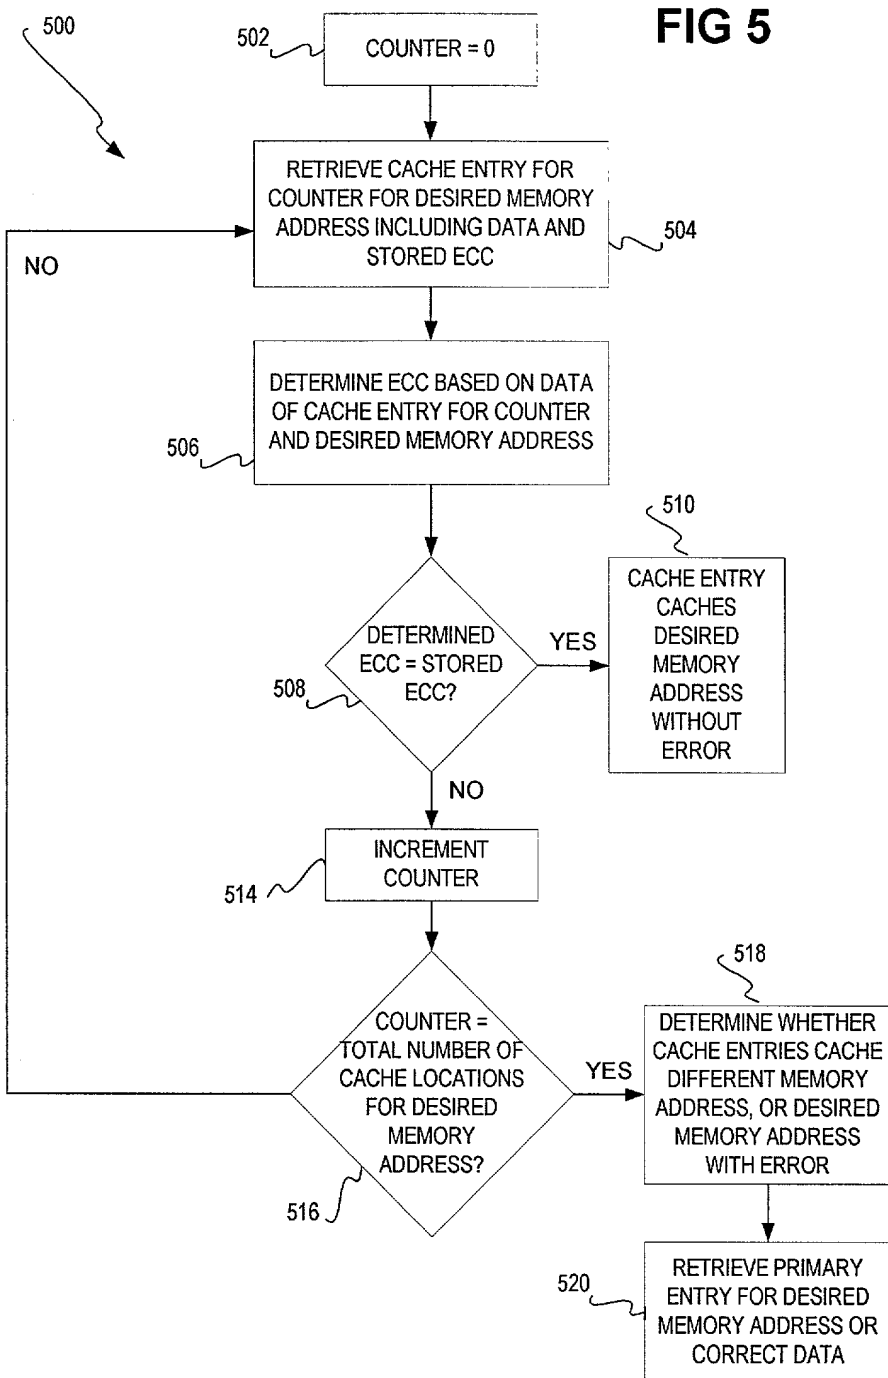 FIG 5
500
502
COUNTER = 0
RETRIEVE CACHE ENTRY FOR
COUNTER FOR DESIRED MEMORY
ADDRESS INCLUDING DATA AND
STORED ECC
504
NO
DETERMINE ECC BASED ON DATA
OF CACHE ENTRY FOR COUNTER
AND DESIRED MEMORY ADDRESS
506
510
CACHE ENTRY
CACHES
DESIRED
MEMORY
ADDRESS
WITHOUT
ERROR
DETERMINED
ECC = STORED
ECC?
YES
508
NO
INCREMENT
COUNTER
514
518
COUNTER =
TOTAL NUMBER OF
CACHE LOCATIONS
FOR DESIRED
MEMORY
ADDRESS?
YES
516
DETERMINE WHETHER
CACHE ENTRIES CACHE
DIFFERENT MEMORY
ADDRESS, OR DESIRED
MEMORY ADDRESS
WITH ERROR
520
RETRIEVE PRIMARY
ENTRY FOR DESIRED
MEMORY ADDRESS OR
CORRECT DATA